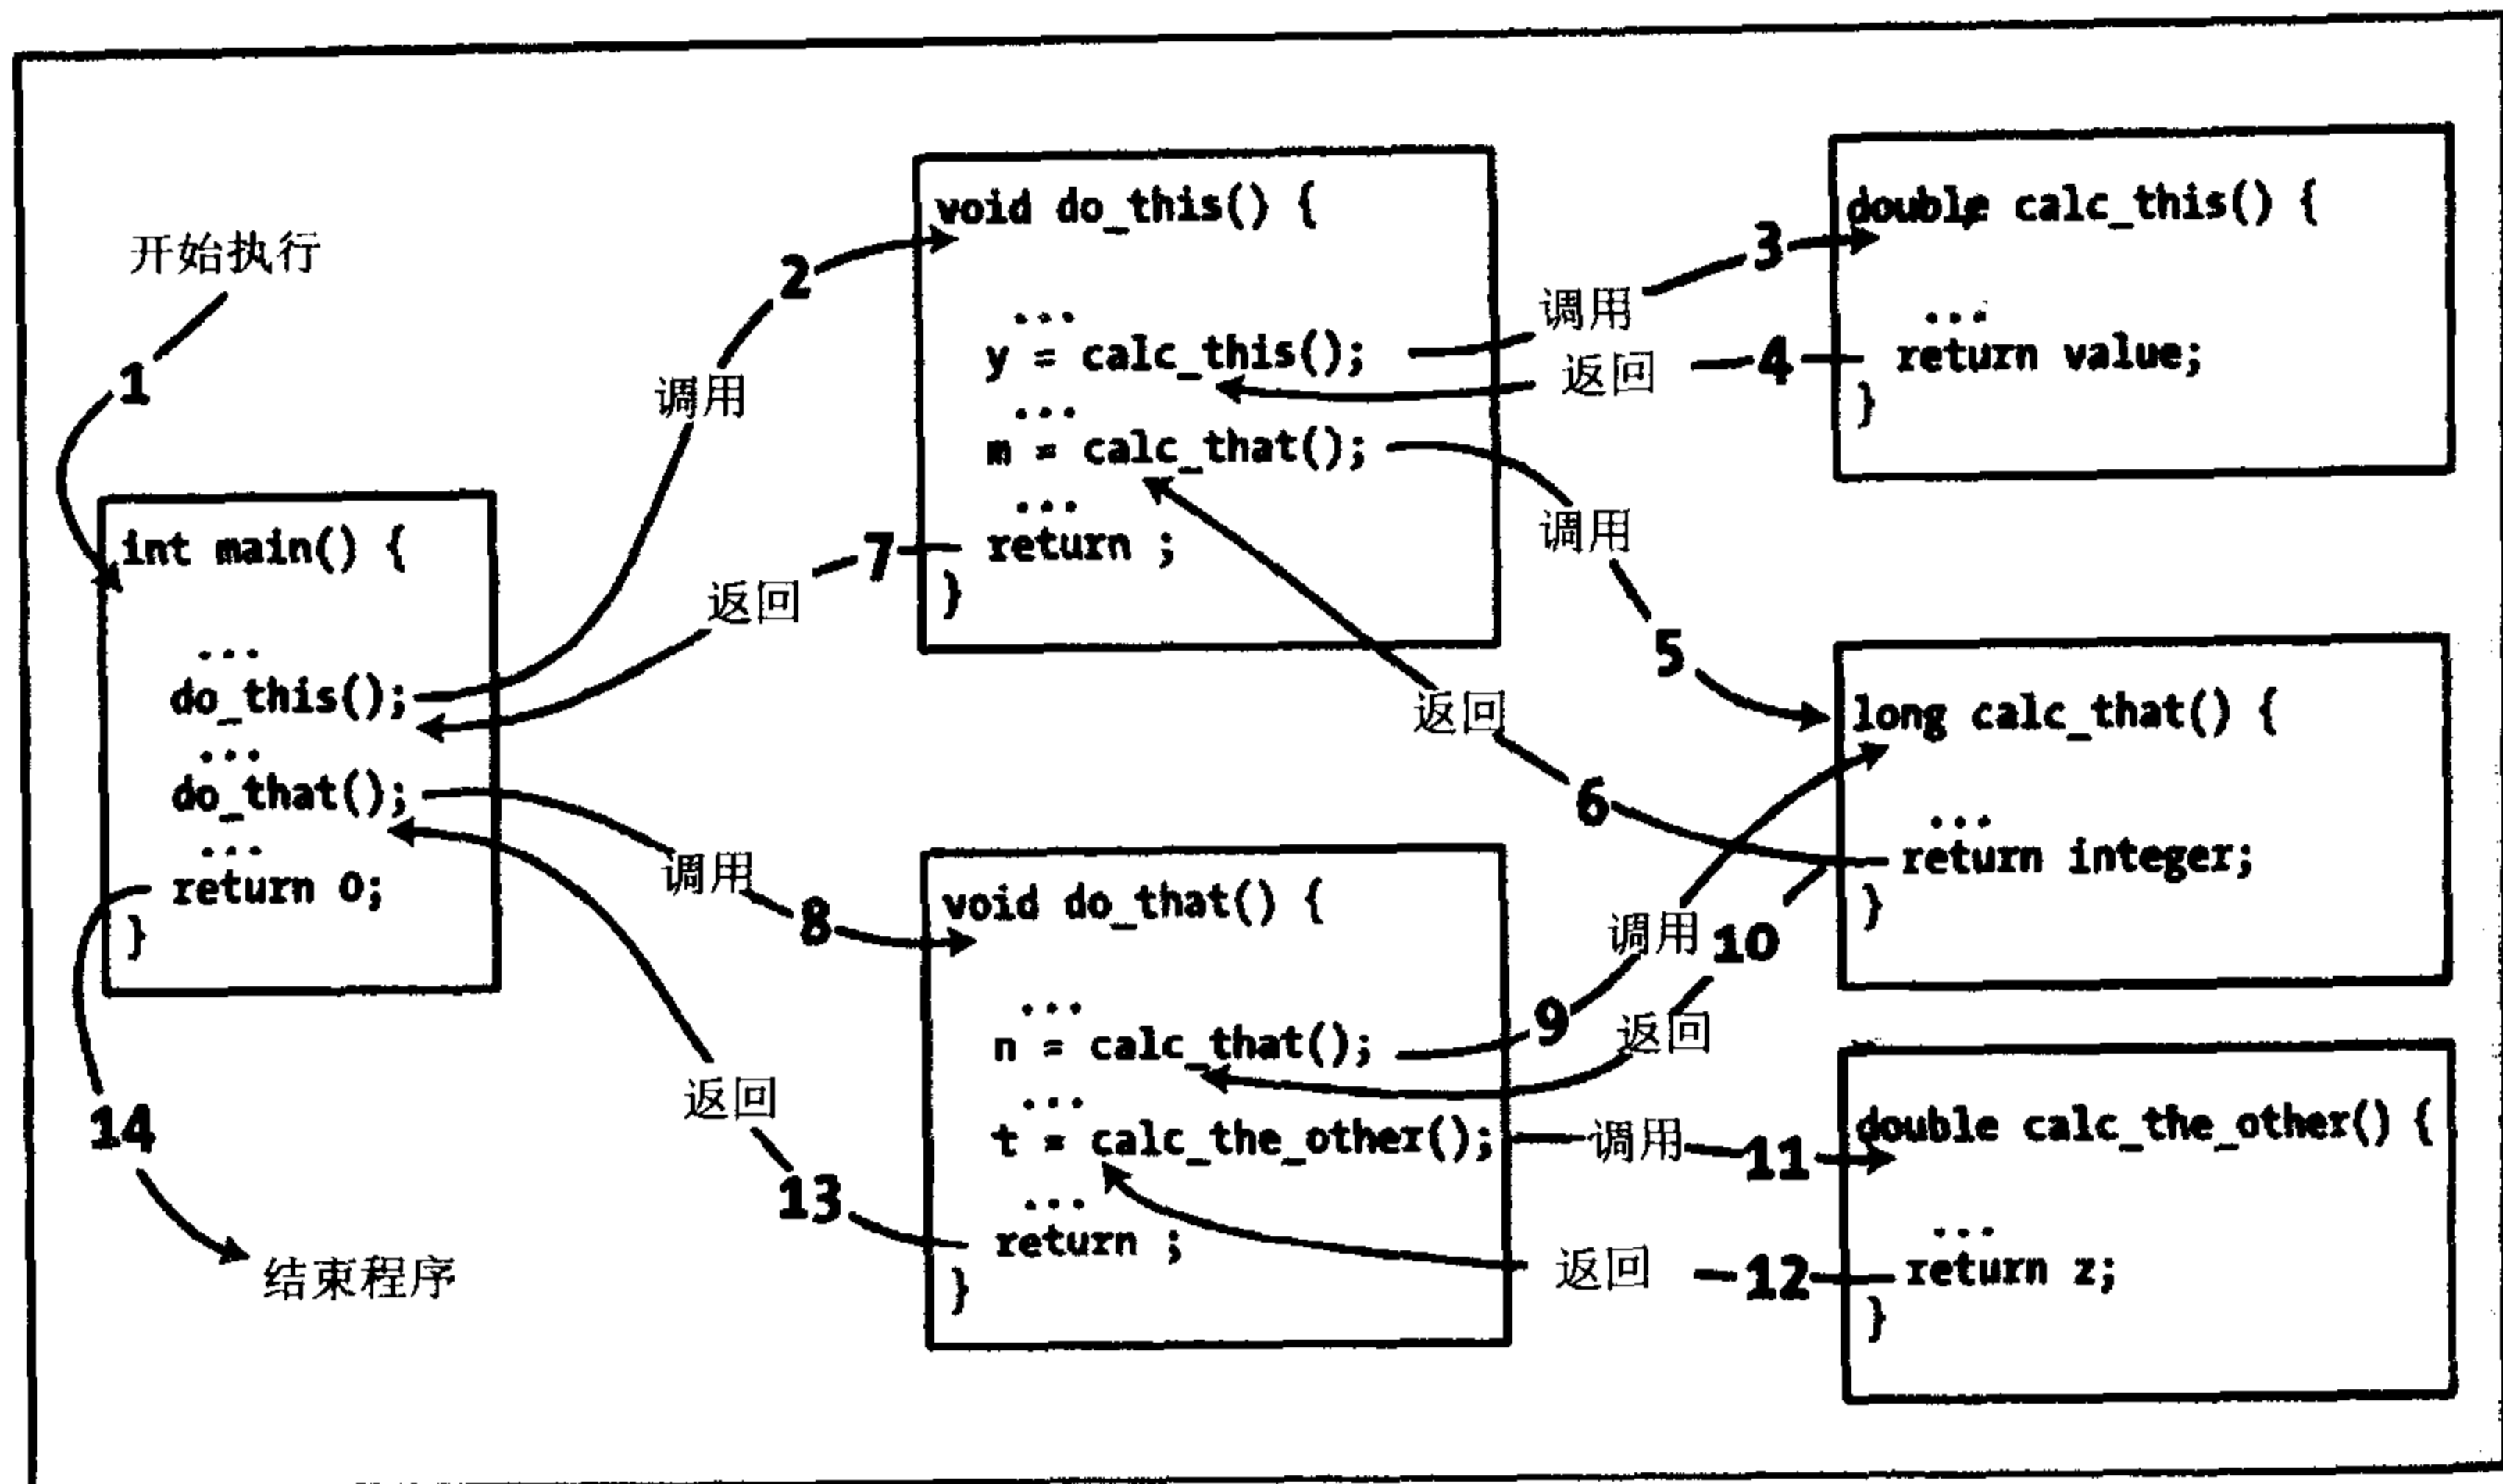 开始执行
1
int main() {
...
do_this();
...
do_that();
...
return 0;
}
14
结束程序
2
调用
7
返回
调用
8
返回
13
void do_this() {
...
y = calc_this();
...
m = calc_that();
...
return ;
}
void do_that() {
...
n = calc_that();
...
t = calc_the_other();
...
return ;
}
3
调用
返回
4
调用
5
返回
6
调用
10
9
返回
调用
11
返回
12
double calc_this() {
...
return value;
}
long calc_that() {
...
return integer;
}
double calc_the_other() {
...
return z;
}